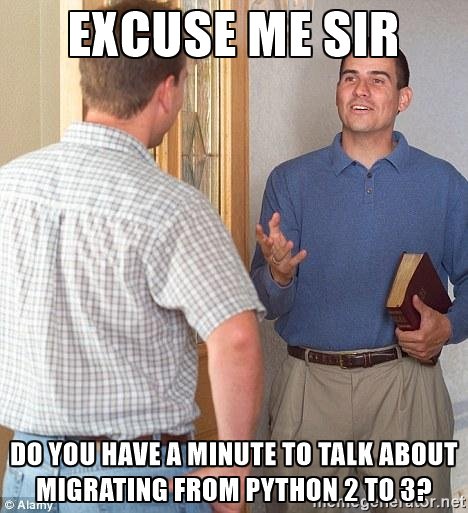 EXCUSE ME SIR
DO YOU HAVE A MINUTE TO TALK ABOUT
MIGRATING FROM PYTHON 2 TO 3?
© Alamy
memegenerator.net